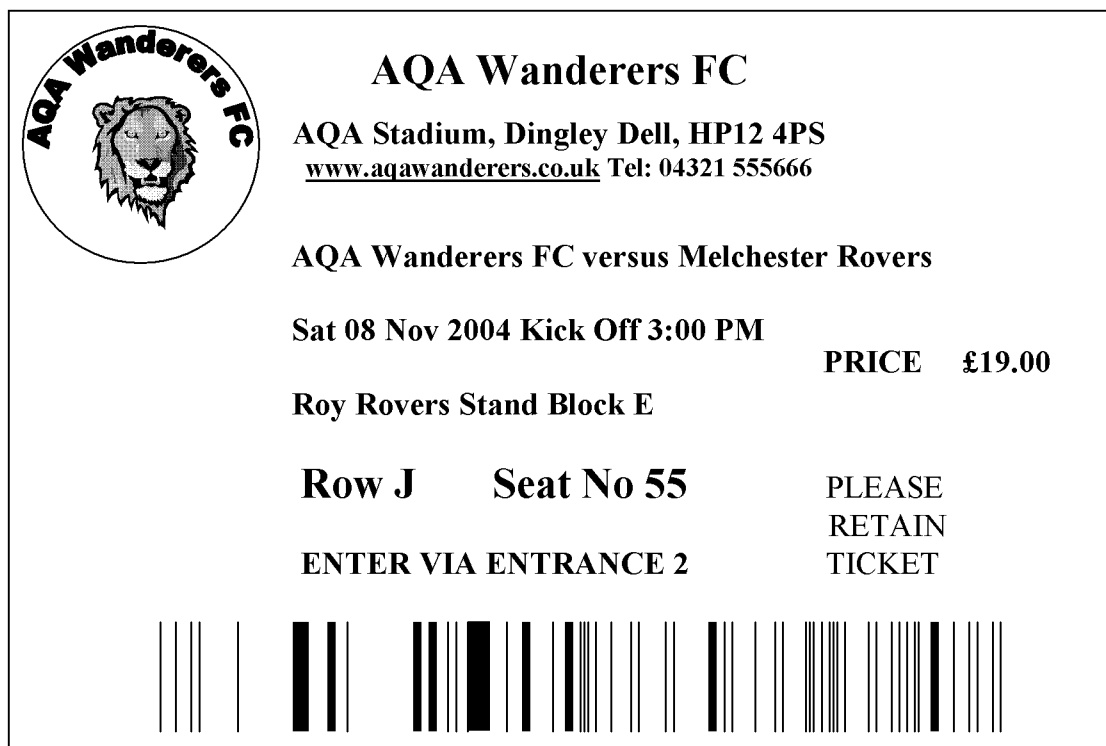 AQA Wanderers FC
AQA Wanderers FC
AQA Stadium, Dingley Dell, HP12 4PS
www.aqawanderers.co.uk Tel: 04321 555666
AQA Wanderers FC versus Melchester Rovers
Sat 08 Nov 2004 Kick Off 3:00 PM
PRICE £19.00
Roy Rovers Stand Block E
Row J Seat No 55
PLEASE
RETAIN
TICKET
ENTER VIA ENTRANCE 2